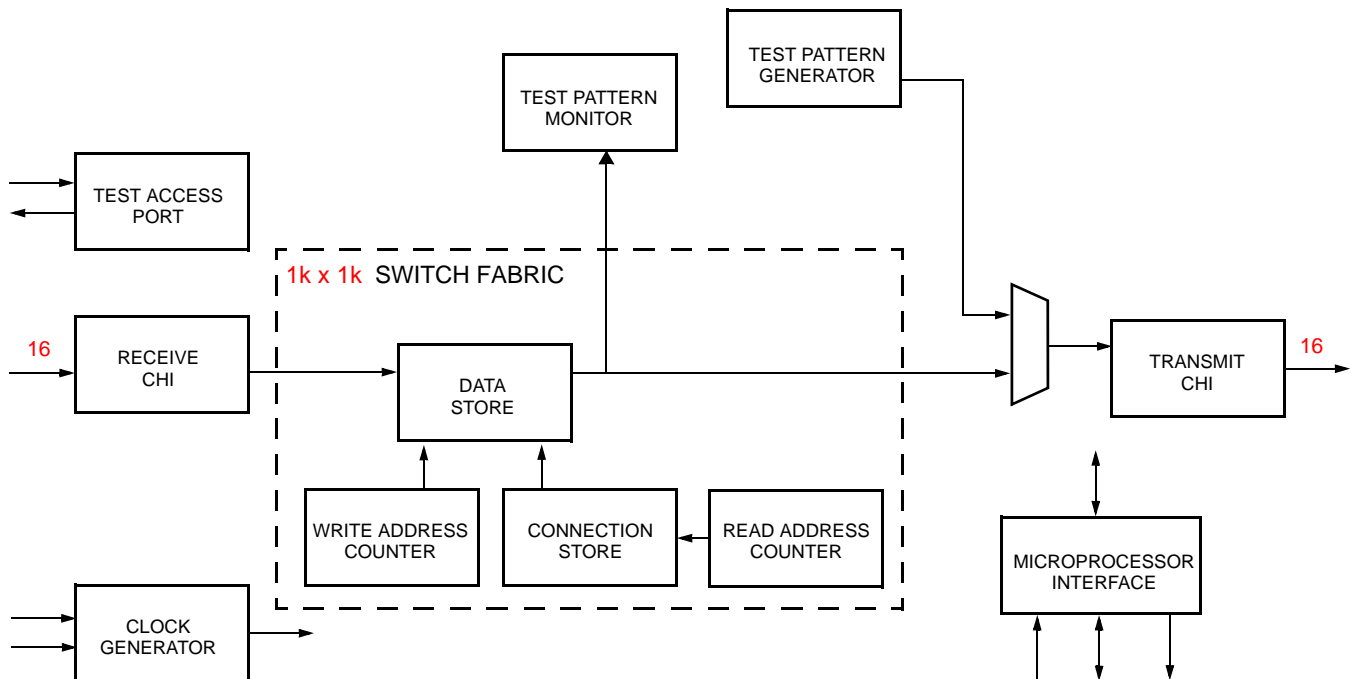 TEST PATTERN
GENERATOR
TEST PATTERN
MONITOR
TEST ACCESS
PORT
1k x 1k SWITCH FABRIC
16
RECEIVE
CHI
DATA
STORE
TRANSMIT
CHI
16
WRITE ADDRESS
COUNTER
CONNECTION
STORE
READ ADDRESS
COUNTER
MICROPROCESSOR
INTERFACE
CLOCK
GENERATOR